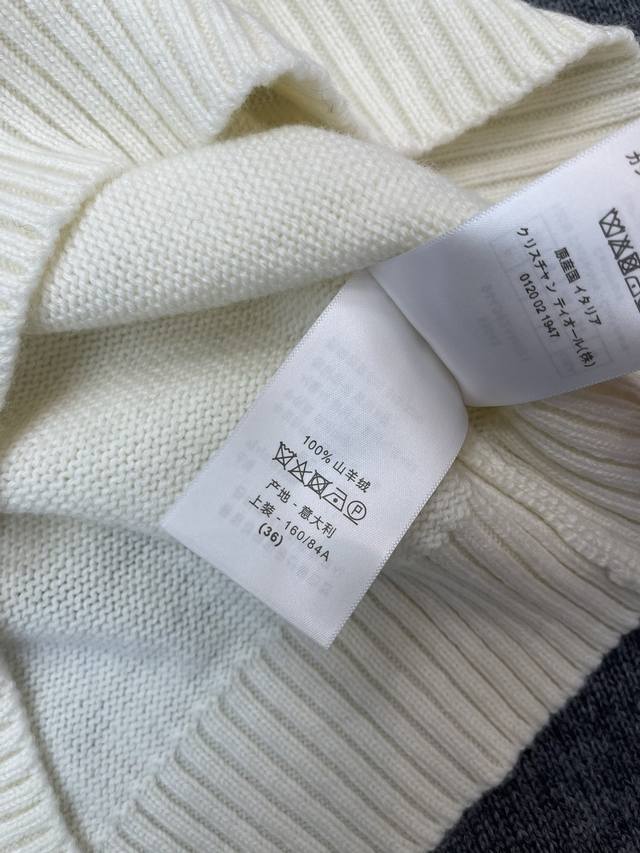 100% 山羊绒
产地 - 意大利
上装 - 160/84A
(36)
原産国 イタリア
クリスチャン ディオール(株)
0120 02 1947